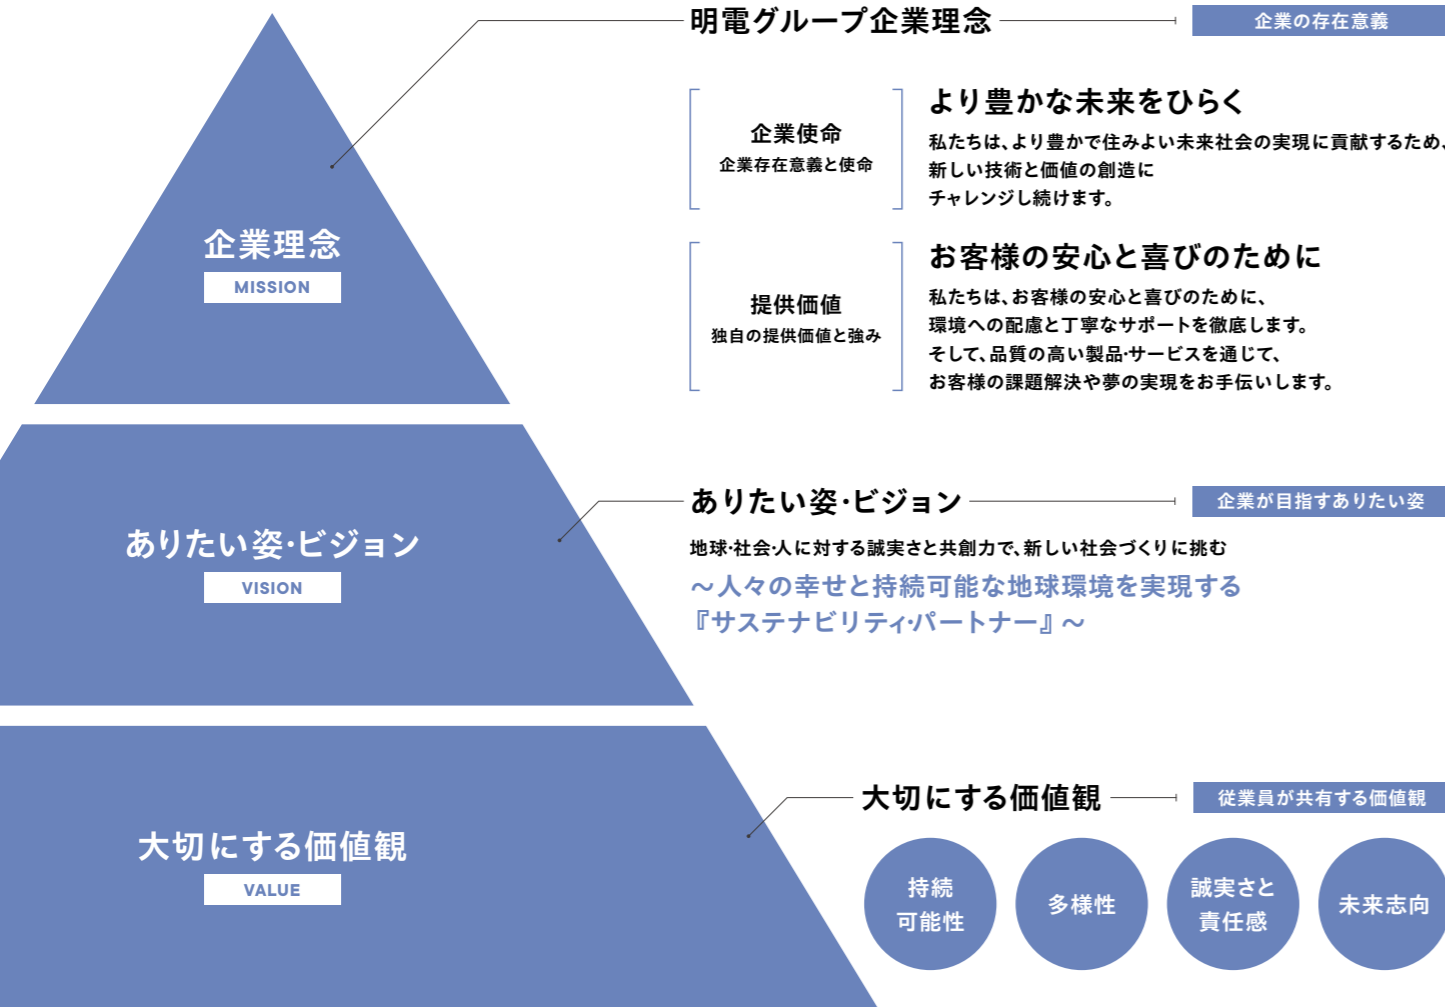 明電グループ企業理念
企業の存在意義
企業理念
MISSION
企業使命
企業存在意義と使命
より豊かな未来をひらく
私たちは、より豊かで住みよい未来社会の実現に貢献するため、
新しい技術と価値の創造に
チャレンジし続けます。
提供価値
独自の提供価値と強み
お客様の安心と喜びのために
私たちは、お客様の安心と喜びのために、
環境への配慮と丁寧なサポートを徹底します。
そして、品質の高い製品・サービスを通じて、
お客様の課題解決や夢の実現をお手伝いします。
ありたい姿・ビジョン
VISION
ありたい姿・ビジョン
企業が目指すありたい姿
地球・社会・人に対する誠実さと共創力で、新しい社会づくりに挑む
～人々の幸せと持続可能な地球環境を実現する
『サステナビリティ・パートナー』～
大切にする価値観
VALUE
大切にする価値観
従業員が共有する価値観
持続
可能性
多様性
誠実さと
責任感
未来志向